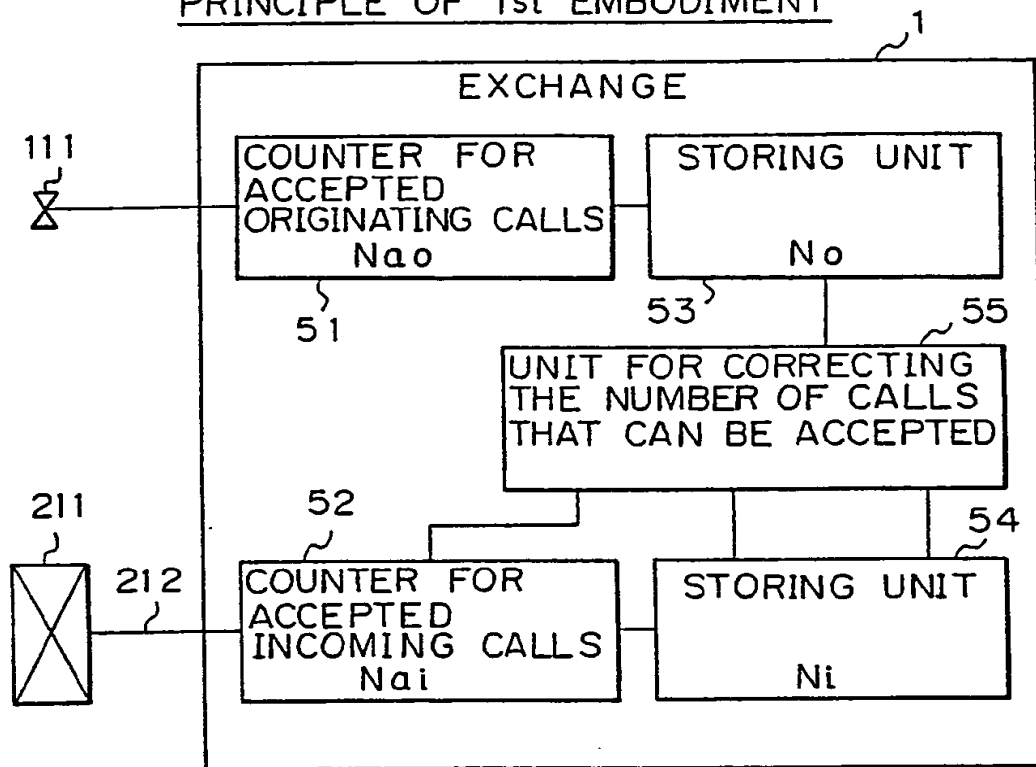 PRINCIPLE OF 1st EMBODIMENT
1
EXCHANGE
111
COUNTER FOR
ACCEPTED
ORIGINATING CALLS
Nao
STORING UNIT
No
51
53
55
UNIT FOR CORRECTING
THE NUMBER OF CALLS
THAT CAN BE ACCEPTED
211
212
52
54
COUNTER FOR
ACCEPTED
INCOMING CALLS
Nai
STORING UNIT
Ni